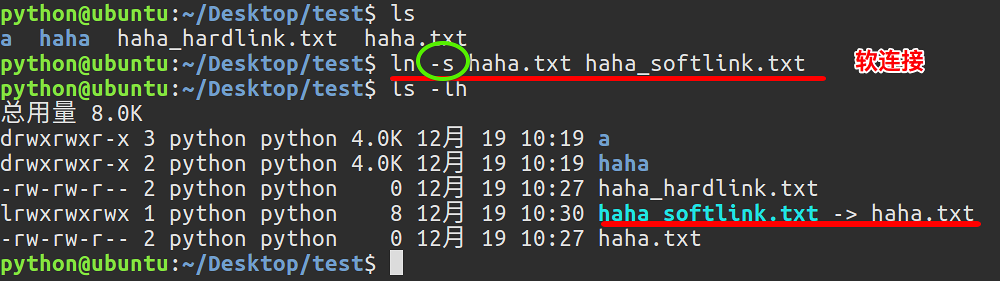 python@ubuntu:~/Desktop/test$ ls
a  haha  haha_hardlink.txt  haha.txt
python@ubuntu:~/Desktop/test$ ln -s haha.txt haha_softlink.txt
软连接
python@ubuntu:~/Desktop/test$ ls -lh
总用量 8.0K
drwxrwxr-x 3 python python 4.0K 12月 19 10:19 a
drwxrwxr-x 2 python python 4.0K 12月 19 10:19 haha
-rw-rw-r-- 2 python python    0 12月 19 10:27 haha_hardlink.txt
lrwxrwxrwx 1 python python    8 12月 19 10:30 haha_softlink.txt -> haha.txt
-rw-rw-r-- 2 python python    0 12月 19 10:27 haha.txt
python@ubuntu:~/Desktop/test$